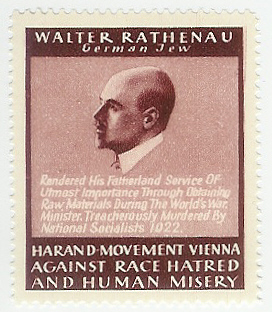 WALTER RATHENAU
German Jew
Rendered His Fatherland Service Of
Utmost Importance Through Obtaining
Raw Materials During The World's War
Minister. Treacherously Murdered By
National Socialists 1922.
HARAND-MOVEMENT VIENNA
AGAINST RACE HATRED
AND HUMAN MISERY